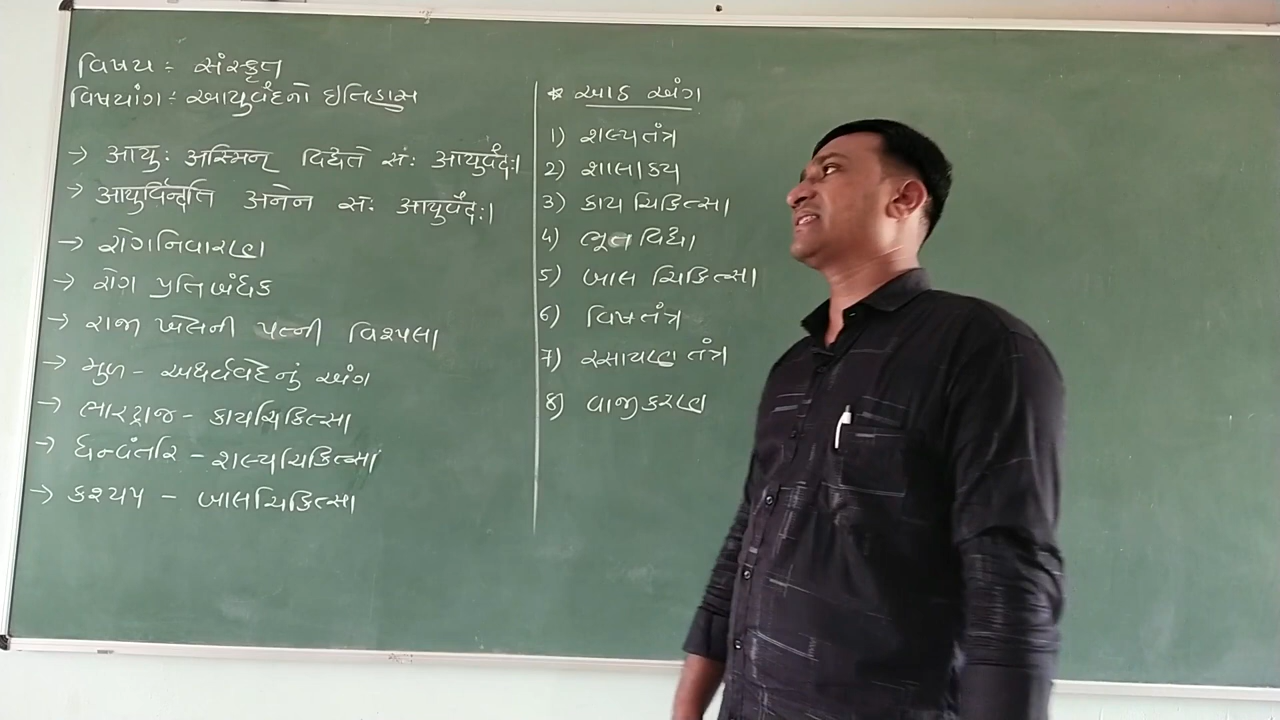 વિષય : સંસ્કૃત
વિષયાંગ : આયુર્વેદનો ઇતિહાસ
→ आयुः अस्मिन् विद्यते सः आयुर्वेदः।
→ आयुर्विन्दति अनेन सः आयुर्वेदः।
→ રોગનિવારણ
→ રોગ પ્રતિબંધક
→ રાજા ખેલની પત્ની વિશ્પલા
→ મુળ - અથર્વવેદનું અંગ
→ ભારદ્વાજ - કાયચિકિત્સા
→ ધન્વંતરિ - શલ્યચિકિત્સા
→ કશ્યપ - બાલચિકિત્સા
* આઠ અંગ
1) શલ્યતંત્ર
2) શાલાકય
3) કાય ચિકિત્સા
4) ભૂત વિદ્યા
5) બાલ ચિકિત્સા
6) વિષતંત્ર
7) રસાયણ તંત્ર
8) વાજીકરણ